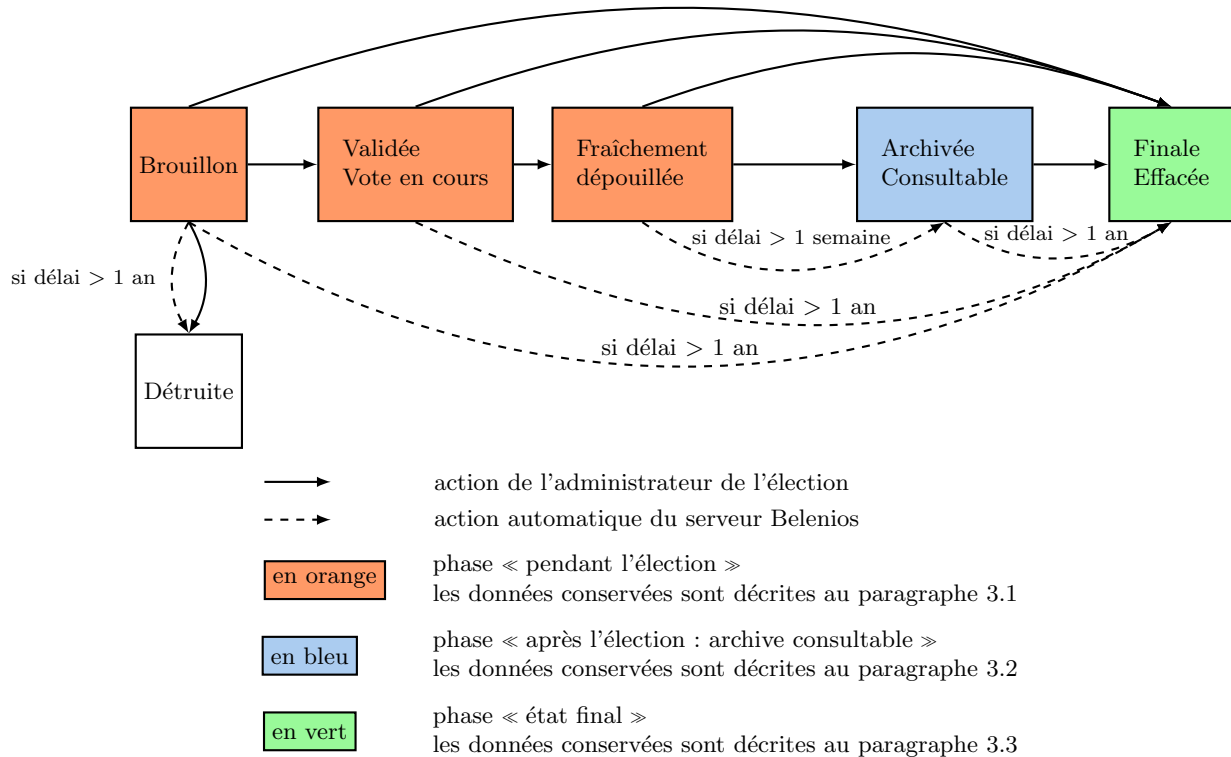 Brouillon
Validée
Vote en cours
Fraîchement
dépouillée
Archivée
Consultable
Finale
Effacée
si délai > 1 semaine
si délai > 1 an
si délai > 1 an
si délai > 1 an
si délai > 1 an
Détruite
action de l'administrateur de l'élection
action automatique du serveur Belenios
en orange
phase ≪ pendant l'élection ≫
les données conservées sont décrites au paragraphe 3.1
en bleu
phase ≪ après l'élection : archive consultable ≫
les données conservées sont décrites au paragraphe 3.2
en vert
phase ≪ état final ≫
les données conservées sont décrites au paragraphe 3.3